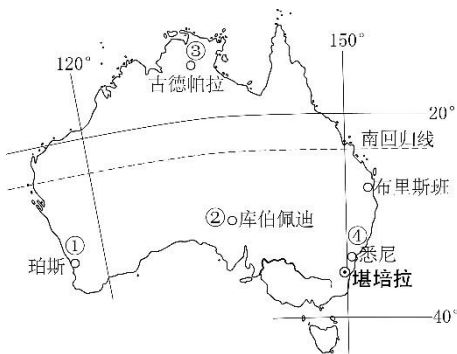 150°
③
120°
古德帕拉
20°
南回归线
布里斯班
②
库伯佩迪
④
①
悉尼
珀斯
堪培拉
40°